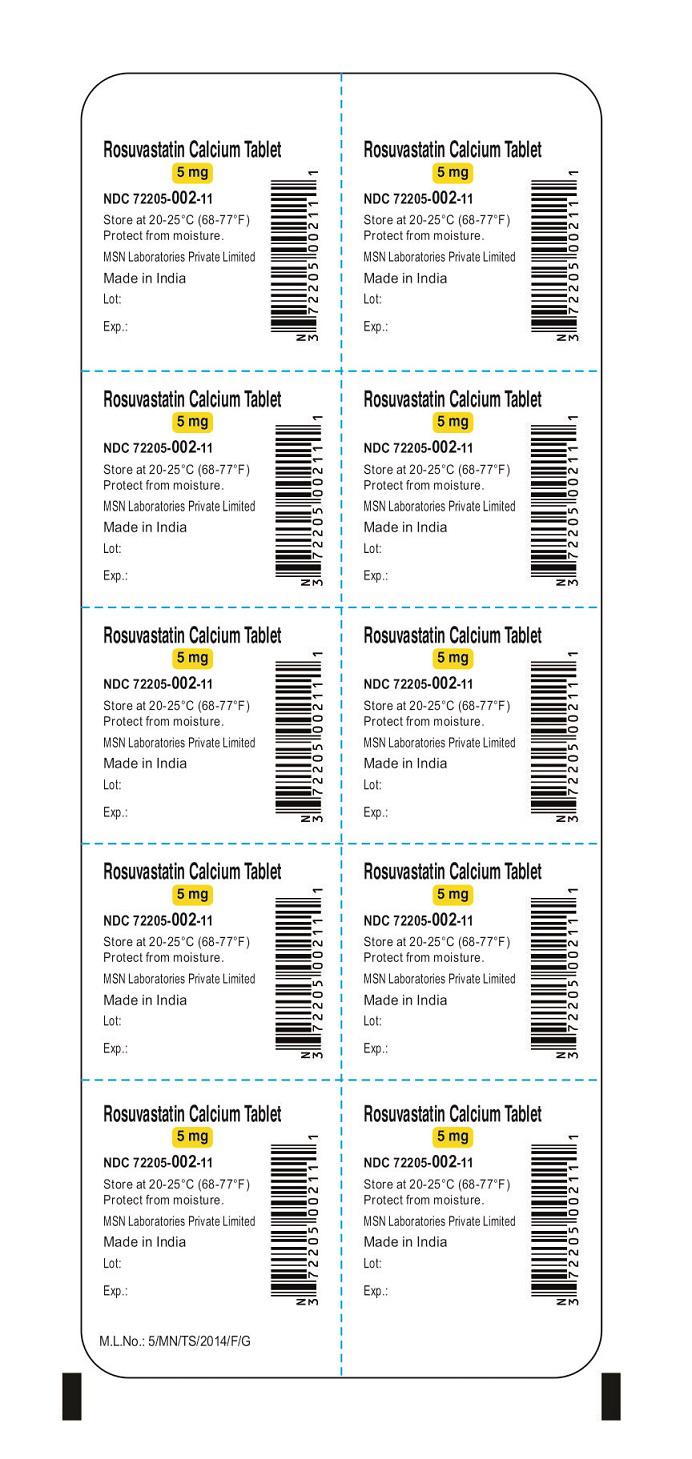 Rosuvastatin Calcium Tablet
5 mg
NDC 72205-002-11
Store at 20-25°C (68-77°F)
Protect from moisture.
MSN Laboratories Private Limited
Made in India
Lot:
Exp.:
N
3 72205 00211 1
Rosuvastatin Calcium Tablet
5 mg
NDC 72205-002-11
Store at 20-25°C (68-77°F)
Protect from moisture.
MSN Laboratories Private Limited
Made in India
Lot:
Exp.:
N
3 72205 00211 1
Rosuvastatin Calcium Tablet
5 mg
NDC 72205-002-11
Store at 20-25°C (68-77°F)
Protect from moisture.
MSN Laboratories Private Limited
Made in India
Lot:
Exp.:
N
3 72205 00211 1
Rosuvastatin Calcium Tablet
5 mg
NDC 72205-002-11
Store at 20-25°C (68-77°F)
Protect from moisture.
MSN Laboratories Private Limited
Made in India
Lot:
Exp.:
N
3 72205 00211 1
Rosuvastatin Calcium Tablet
5 mg
NDC 72205-002-11
Store at 20-25°C (68-77°F)
Protect from moisture.
MSN Laboratories Private Limited
Made in India
Lot:
Exp.:
N
3 72205 00211 1
Rosuvastatin Calcium Tablet
5 mg
NDC 72205-002-11
Store at 20-25°C (68-77°F)
Protect from moisture.
MSN Laboratories Private Limited
Made in India
Lot:
Exp.:
N
3 72205 00211 1
Rosuvastatin Calcium Tablet
5 mg
NDC 72205-002-11
Store at 20-25°C (68-77°F)
Protect from moisture.
MSN Laboratories Private Limited
Made in India
Lot:
Exp.:
N
3 72205 00211 1
Rosuvastatin Calcium Tablet
5 mg
NDC 72205-002-11
Store at 20-25°C (68-77°F)
Protect from moisture.
MSN Laboratories Private Limited
Made in India
Lot:
Exp.:
N
3 72205 00211 1
Rosuvastatin Calcium Tablet
5 mg
NDC 72205-002-11
Store at 20-25°C (68-77°F)
Protect from moisture.
MSN Laboratories Private Limited
Made in India
Lot:
Exp.:
N
3 72205 00211 1
Rosuvastatin Calcium Tablet
5 mg
NDC 72205-002-11
Store at 20-25°C (68-77°F)
Protect from moisture.
MSN Laboratories Private Limited
Made in India
Lot:
Exp.:
N
3 72205 00211 1
M.L.No.: 5/MN/TS/2014/F/G